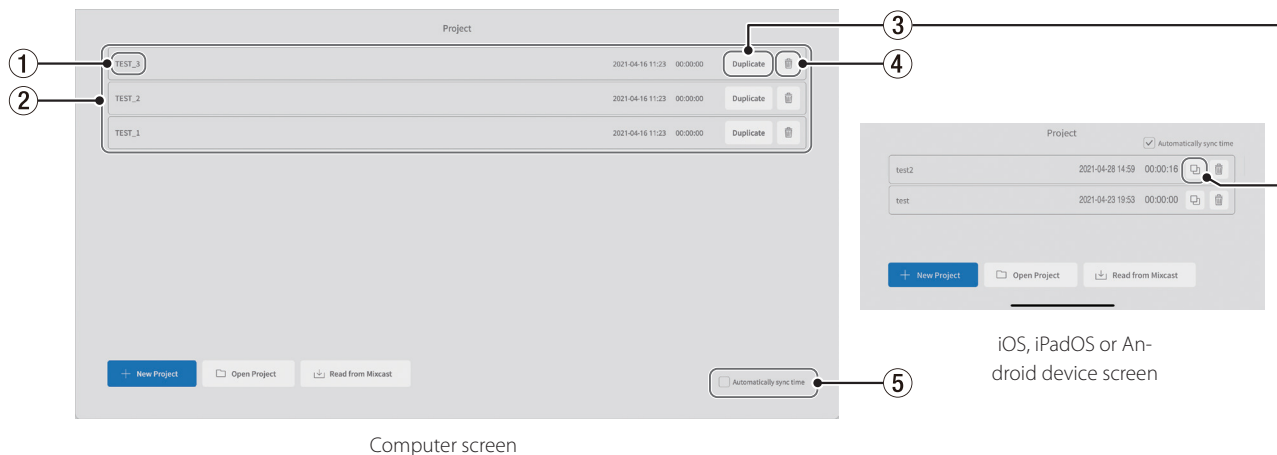 Project
③
①
TEST_3
2021-04-16 11:23 00:00:00 Duplicate
④
②
TEST_2
2021-04-16 11:23 00:00:00 Duplicate
TEST_1
2021-04-16 11:23 00:00:00 Duplicate
New Project
Open Project
Read from Mixcast
Automatically sync time
⑤
Computer screen
Project
Automatically sync time
test2
2021-04-28 14:59 00:00:16
test
2021-04-23 19:53 00:00:00
New Project
Open Project
Read from Mixcast
iOS, iPadOS or An-
droid device screen